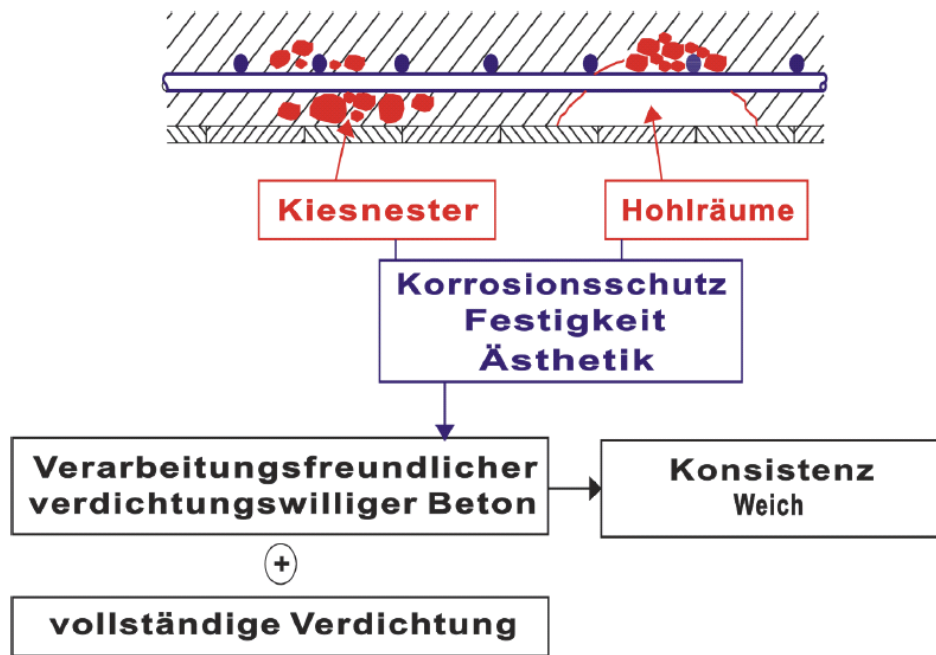 Kiesnester
Hohlräume
Korrosionsschutz
Festigkeit
Ästhetik
Verarbeitungsfreundlicher
verdichtungswilliger Beton
Konsistenz
Weich
+
vollständige Verdichtung